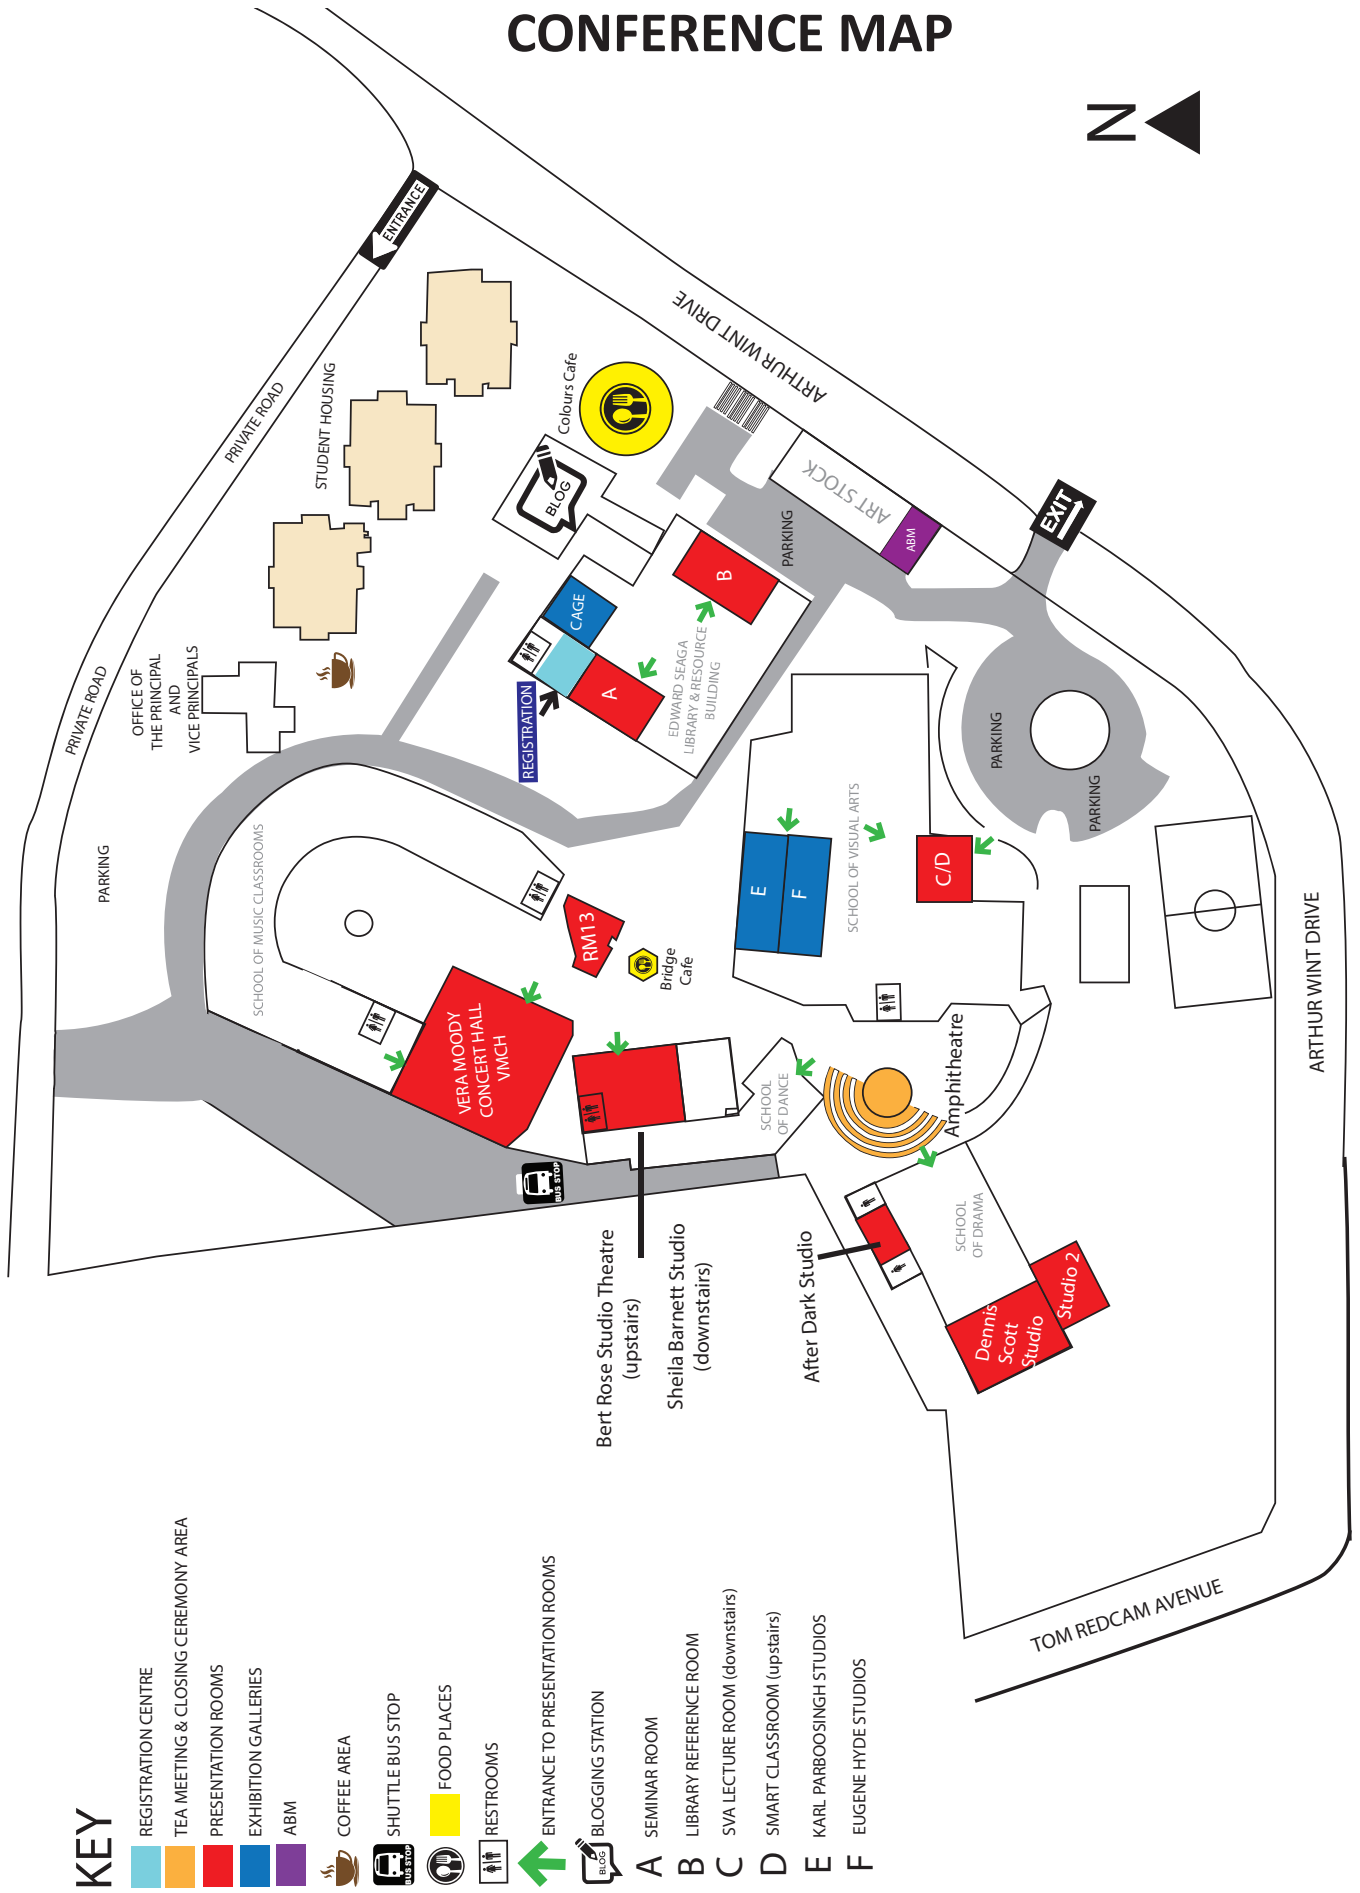 CONFERENCE MAP
N
ENTRANCE
PRIVATE ROAD
STUDENT HOUSING
ARTHUR WINT DRIVE
Colours Cafe
BLOG
ART STOCK
ABM
EXIT
PARKING
B
CAGE
A
REGISTRATION
EDWARD SEAGA
LIBRARY & RESOURCE
BUILDING
OFFICE OF
THE PRINCIPAL
AND
VICE PRINCIPALS
PRIVATE ROAD
PARKING
SCHOOL OF MUSIC CLASSROOMS
PARKING
PARKING
E
F
SCHOOL OF VISUAL ARTS
C/D
RM13
Bridge
Cafe
VERA MOODY
CONCERT HALL
VMCH
SCHOOL
OF DANCE
Amphitheatre
BUS STOP
ARTHUR WINT DRIVE
SCHOOL
OF DRAMA
Bert Rose Studio Theatre
(upstairs)
Sheila Barnett Studio
(downstairs)
After Dark Studio
Dennis
Scott
Studio
Studio 2
TOM REDCAM AVENUE
KEY
REGISTRATION CENTRE
TEA MEETING & CLOSING CEREMONY AREA
PRESENTATION ROOMS
EXHIBITION GALLERIES
ABM
COFFEE AREA
BUS STOP
SHUTTLE BUS STOP
FOOD PLACES
RESTROOMS
ENTRANCE TO PRESENTATION ROOMS
BLOG
BLOGGING STATION
A SEMINAR ROOM
B LIBRARY REFERENCE ROOM
C SVA LECTURE ROOM (downstairs)
D SMART CLASSROOM (upstairs)
E KARL PARBOOSINGH STUDIOS
F EUGENE HYDE STUDIOS